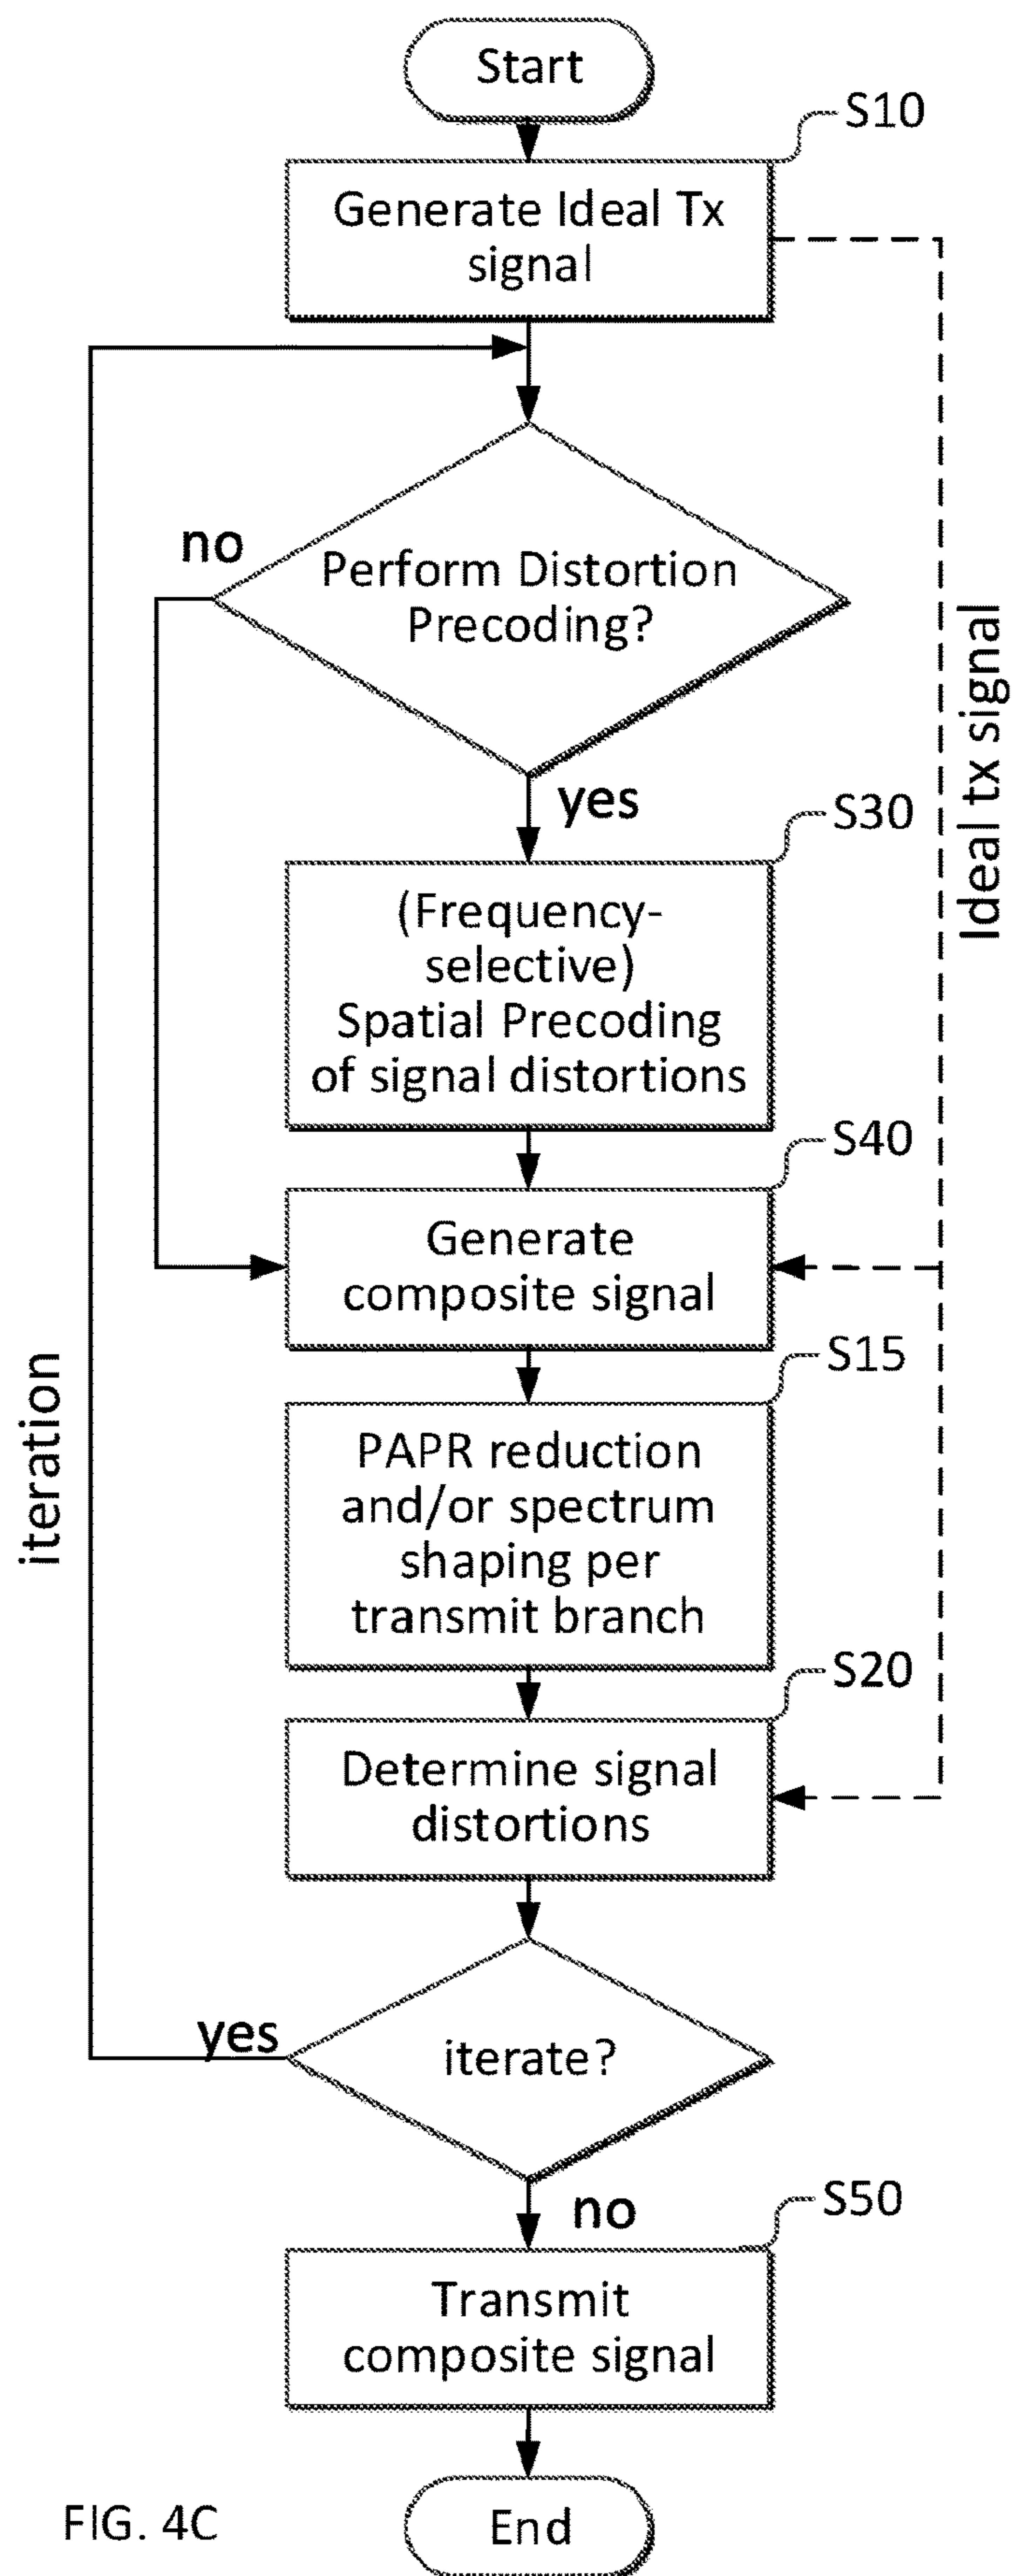 Start
S10
Generate Ideal Tx
signal
no
Perform Distortion
Precoding?
yes
Ideal tx signal
S30
(Frequency-
selective)
Spatial Precoding
of signal distortions
S40
Generate
composite signal
S15
PAPR reduction
and/or spectrum
shaping per
transmit branch
iteration
S20
Determine signal
distortions
yes
iterate?
no
S50
Transmit
composite signal
End
FIG. 4C